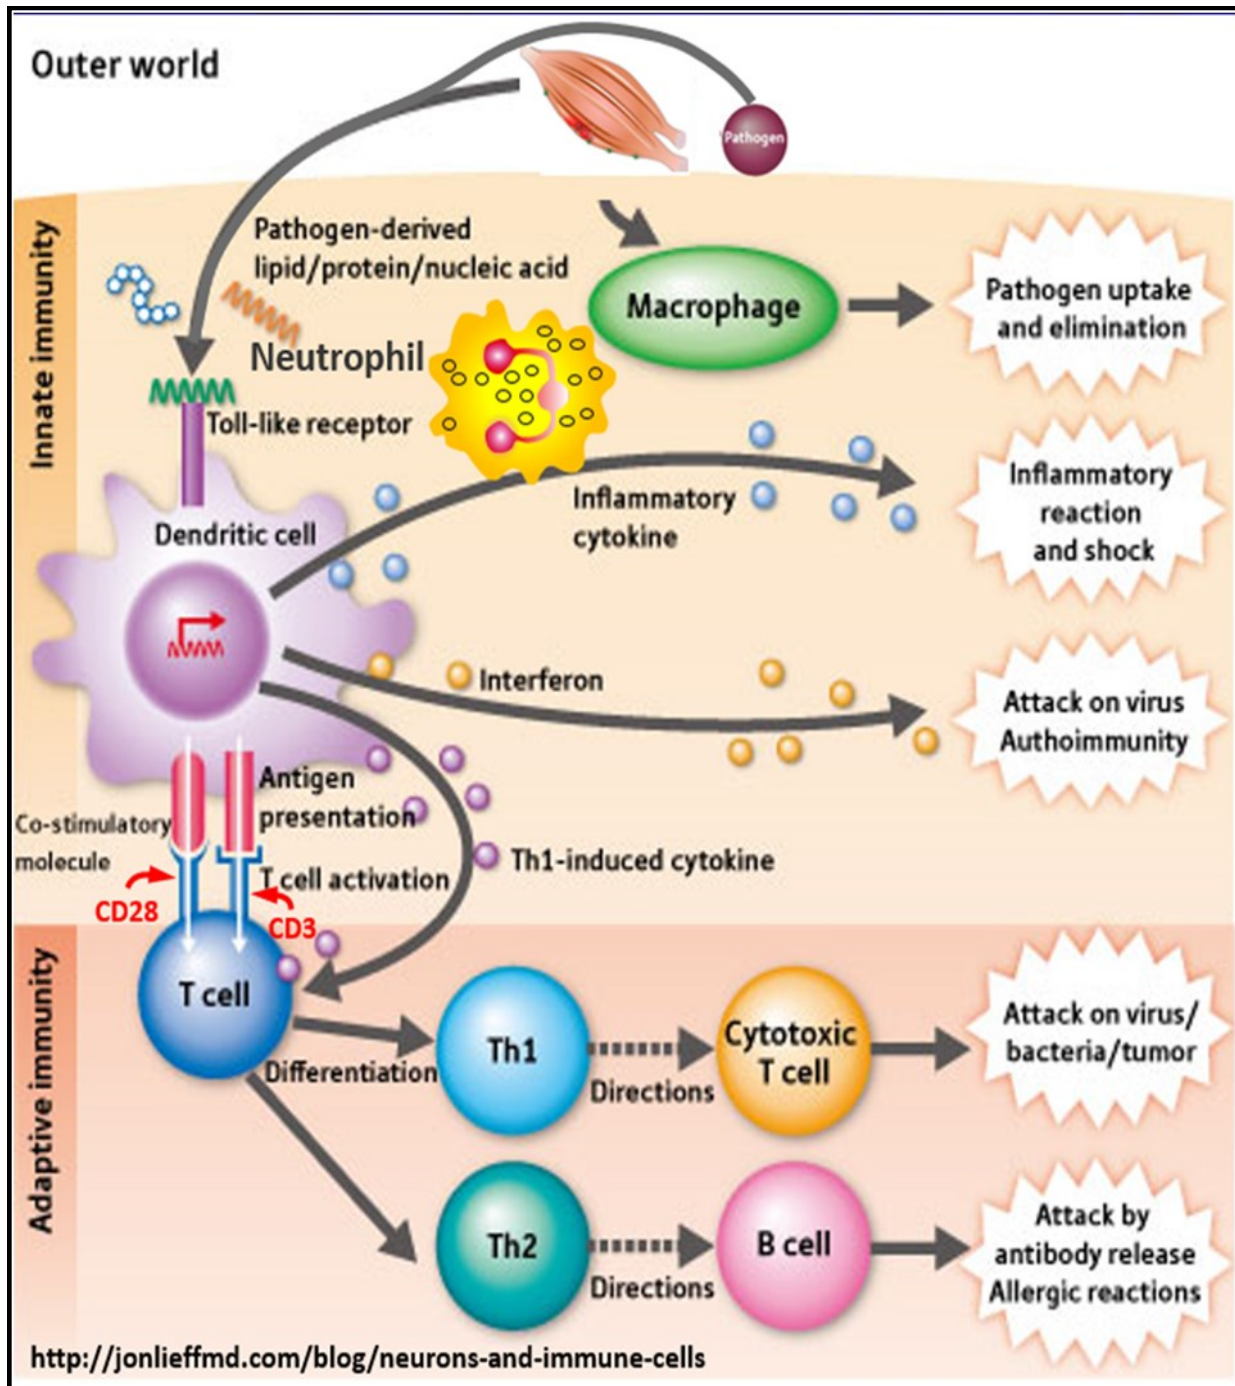 Outer world
Pathogen
Innate immunity
Pathogen-derived
lipid/protein/nucleic acid
Macrophage
Pathogen uptake
and elimination
Neutrophil
Toll-like receptor
Dendritic cell
Inflammatory
cytokine
Inflammatory
reaction
and shock
Interferon
Attack on virus
Authoimmunity
Antigen
presentation
Co-stimulatory
molecule
Th1-induced cytokine
T cell activation
CD28
CD3
Adaptive immunity
T cell
Differentiation
Th1
Directions
Cytotoxic
T cell
Attack on virus/
bacteria/tumor
Th2
Directions
B cell
Attack by
antibody release
Allergic reactions
http://jonlieffmd.com/blog/neurons-and-immune-cells